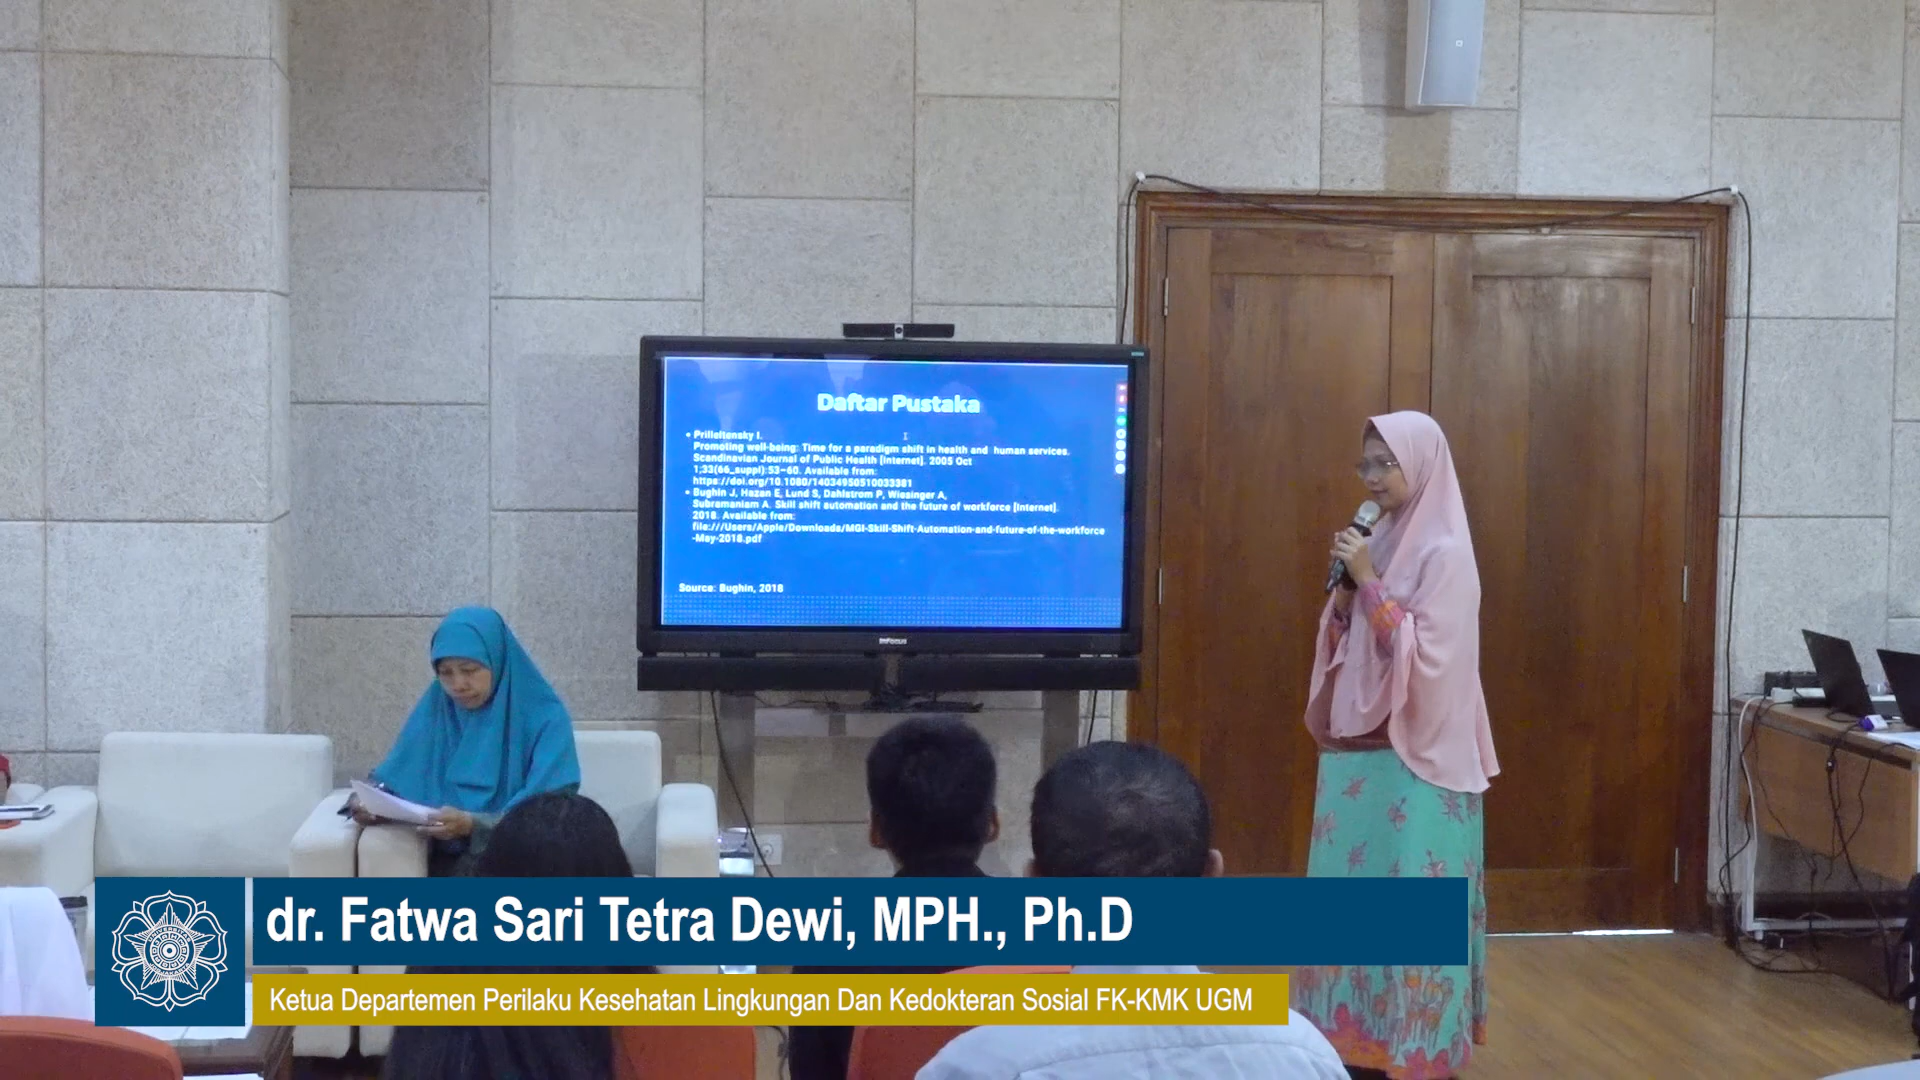 Daftar Pustaka
• Prilleltensky I.
Promoting well-being: Time for a paradigm shift in health and human services.
Scandinavian Journal of Public Health [Internet]. 2005 Oct
1;33(66_suppl):53–60. Available from:
https://doi.org/10.1080/14034950510033381
• Bughin J, Hazan E, Lund S, Dahlstrom P, Wiesinger A,
Subramaniam A. Skill shift automation and the future of workforce [Internet].
2018. Available from:
file:///Users/Apple/Downloads/MGI-Skill-Shift-Automation-and-future-of-the-workforce
-May-2018.pdf
Source: Bughin, 2018
InFocus
dr. Fatwa Sari Tetra Dewi, MPH., Ph.D
Ketua Departemen Perilaku Kesehatan Lingkungan Dan Kedokteran Sosial FK-KMK UGM